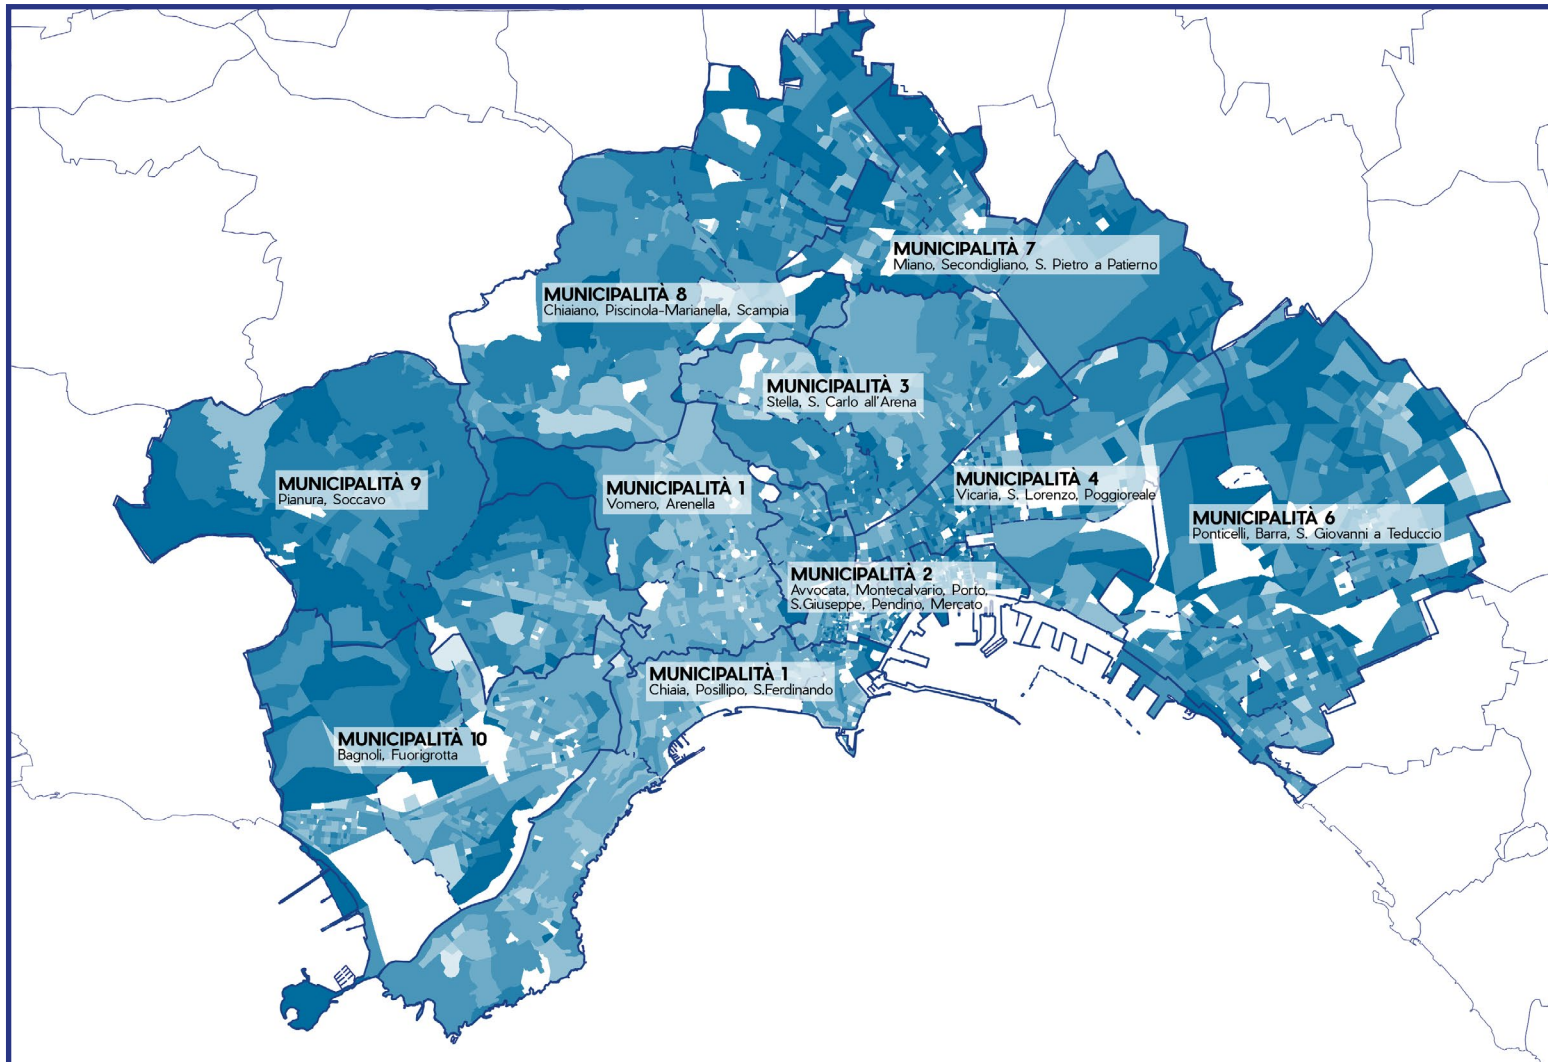 MUNICIPALITÀ 7
Miano, Secondigliano, S. Pietro a Patierno
MUNICIPALITÀ 8
Chiaiano, Piscinola-Marianella, Scampia
MUNICIPALITÀ 3
Stella, S. Carlo all'Arena
MUNICIPALITÀ 9
Pianura, Soccavo
MUNICIPALITÀ 1
Vomero, Arenella
MUNICIPALITÀ 4
Vicaria, S. Lorenzo, Poggioreale
MUNICIPALITÀ 6
Ponticelli, Barra, S. Giovanni a Teduccio
MUNICIPALITÀ 2
Avvocata, Montecalvario, Porto,
S.Giuseppe, Pendino, Mercato
MUNICIPALITÀ 1
Chiaia, Posillipo, S.Ferdinando
MUNICIPALITÀ 10
Bagnoli, Fuorigrotta